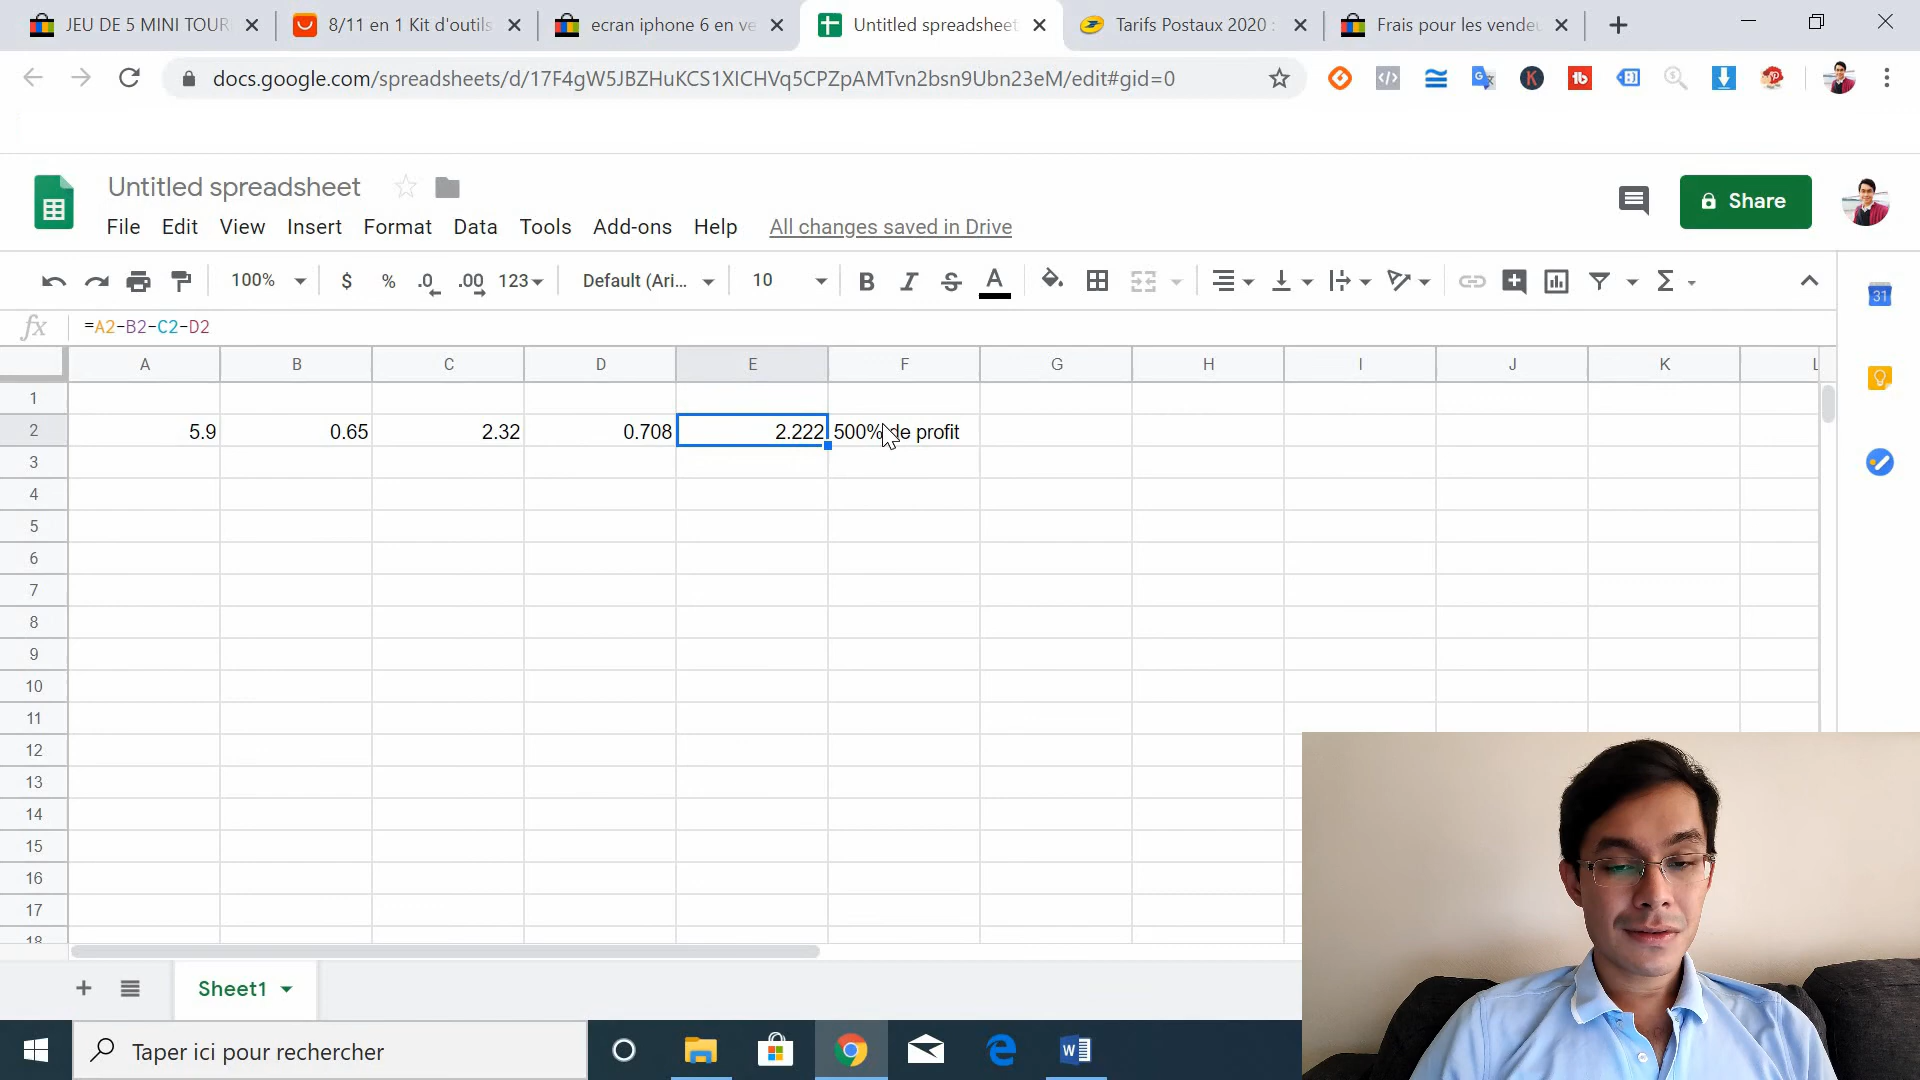 JEU DE 5 MINI TOUR
8/11 en 1 Kit d'outils
ecran iphone 6 en ve
Untitled spreadsheet
Tarifs Postaux 2020 :
Frais pour les vendeu
docs.google.com/spreadsheets/d/17F4gW5JBZHuKCS1XICHVq5CPZpAMTvn2bsn9Ubn23eM/edit#gid=0
Untitled spreadsheet
Share
File Edit View Insert Format Data Tools Add-ons Help All changes saved in Drive
100% $ % .0 .00 123 Default (Ari... 10 B I S A Σ
31
fx =A2-B2-C2-D2
A B C D E F G H I J K L
1
2 5.9 0.65 2.32 0.708 2.222 500% de profit
3
4
5
6
7
8
9
10
11
12
13
14
15
16
17
18
Sheet1
Taper ici pour rechercher